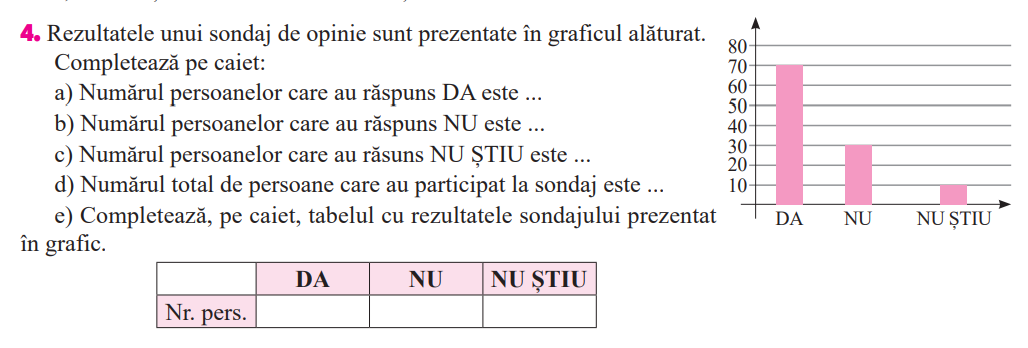 4. Rezultatele unui sondaj de opinie sunt prezentate în graficul alăturat.
Completează pe caiet:
a) Numărul persoanelor care au răspuns DA este ...
b) Numărul persoanelor care au răspuns NU este ...
c) Numărul persoanelor care au răsuns NU ȘTIU este ...
d) Numărul total de persoane care au participat la sondaj este ...
e) Completează, pe caiet, tabelul cu rezultatele sondajului prezentat
în grafic.
80
70
60
50
40
30
20
10
DA NU NU ȘTIU
DA NU NU ȘTIU
Nr. pers.